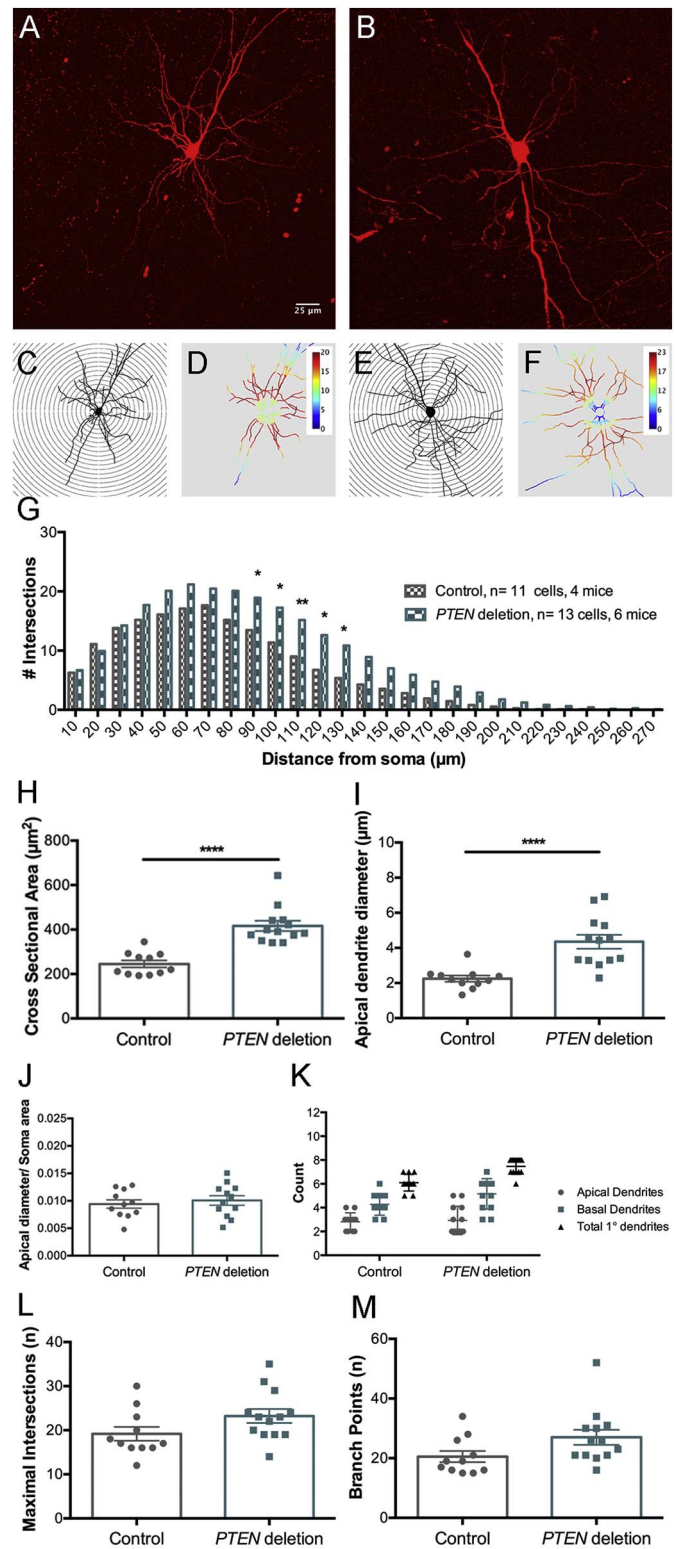 A
B
25 µm
C
D
20
15
10
5
0
E
F
23
17
12
6
0
G
# Intersections
30
20
10
0
* * ** * *
Control, n= 11 cells, 4 mice
PTEN deletion, n= 13 cells, 6 mice
10 20 30 40 50 60 70 80 90 100 110 120 130 140 150 160 170 180 190 200 210 220 230 240 250 260 270
Distance from soma (µm)
H
Cross Sectional Area (µm²)
800
600
400
200
0
****
Control PTEN deletion
I
Apical dendrite diameter (µm)
10
8
6
4
2
0
****
Control PTEN deletion
J
Apical diameter/ Soma area
0.025
0.020
0.015
0.010
0.005
0.000
Control PTEN deletion
K
Count
12
10
8
6
4
2
0
Control PTEN deletion
Apical Dendrites
Basal Dendrites
Total 1° dendrites
L
Maximal Intersections (n)
40
30
20
10
0
Control PTEN deletion
M
Branch Points (n)
60
40
20
0
Control PTEN deletion